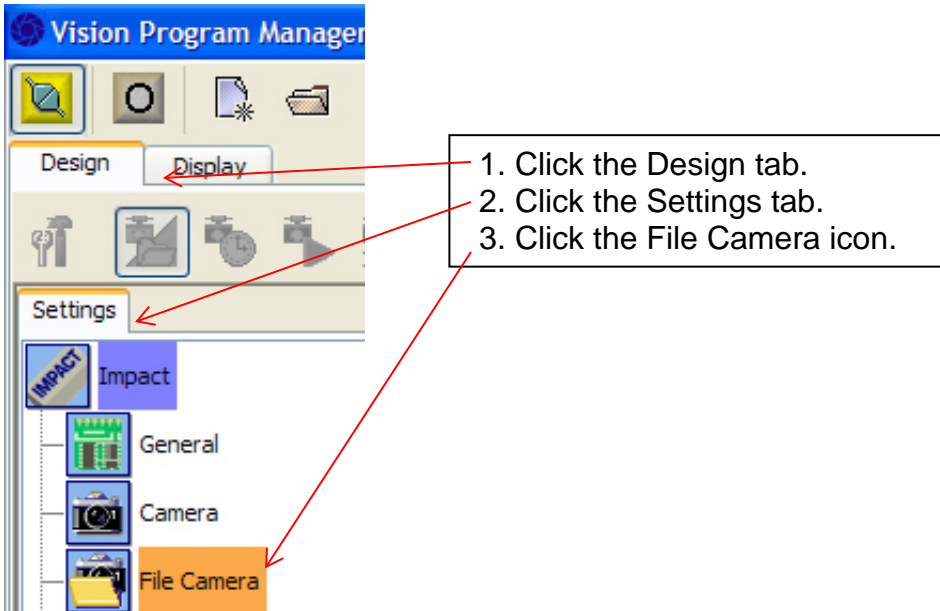 Vision Program Manager
O
Design
Display
1. Click the Design tab.
2. Click the Settings tab.
3. Click the File Camera icon.
Settings
IMPACT
Impact
General
Camera
File Camera